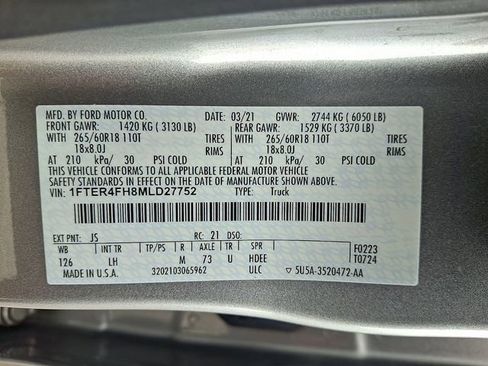 MFD. BY FORD MOTOR CO. DATE: 03/21 GVWR: 2744 KG ( 6050 LB)
FRONT GAWR: 1420 KG ( 3130 LB) REAR GAWR: 1529 KG ( 3370 LB)
WITH 265/60R18 110T TIRES WITH 265/60R18 110T TIRES
18x8.0J RIMS 18x8.0J RIMS
AT 210 kPa/ 30 PSI COLD AT 210 kPa/ 30 PSI COLD
THIS VEHICLE CONFORMS TO ALL APPLICABLE FEDERAL MOTOR VEHICLE
SAFETY AND THEFT PREVENTION STANDARDS IN EFFECT ON THE DATE OF MANUFACTURE SHOWN ABOVE.
VIN: 1FTER4FH8MLD27752 TYPE: Truck
EXT PNT: JS RC: 21 DSO:
WB INT TR TP/PS R AXLE TR SPR F0223
126 LH M 73 U HDEE T0724
MADE IN U.S.A. 3202103065962 ULC 5U5A-3520472-AA